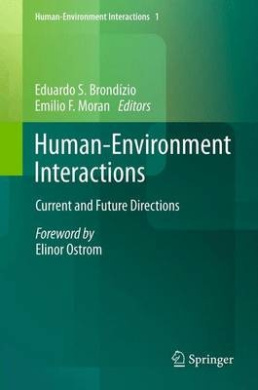 Human-Environment Interactions 1
Eduardo S. Brondízio
Emilio F. Moran Editors
Human-Environment
Interactions
Current and Future Directions
Foreword by
Elinor Ostrom
Springer